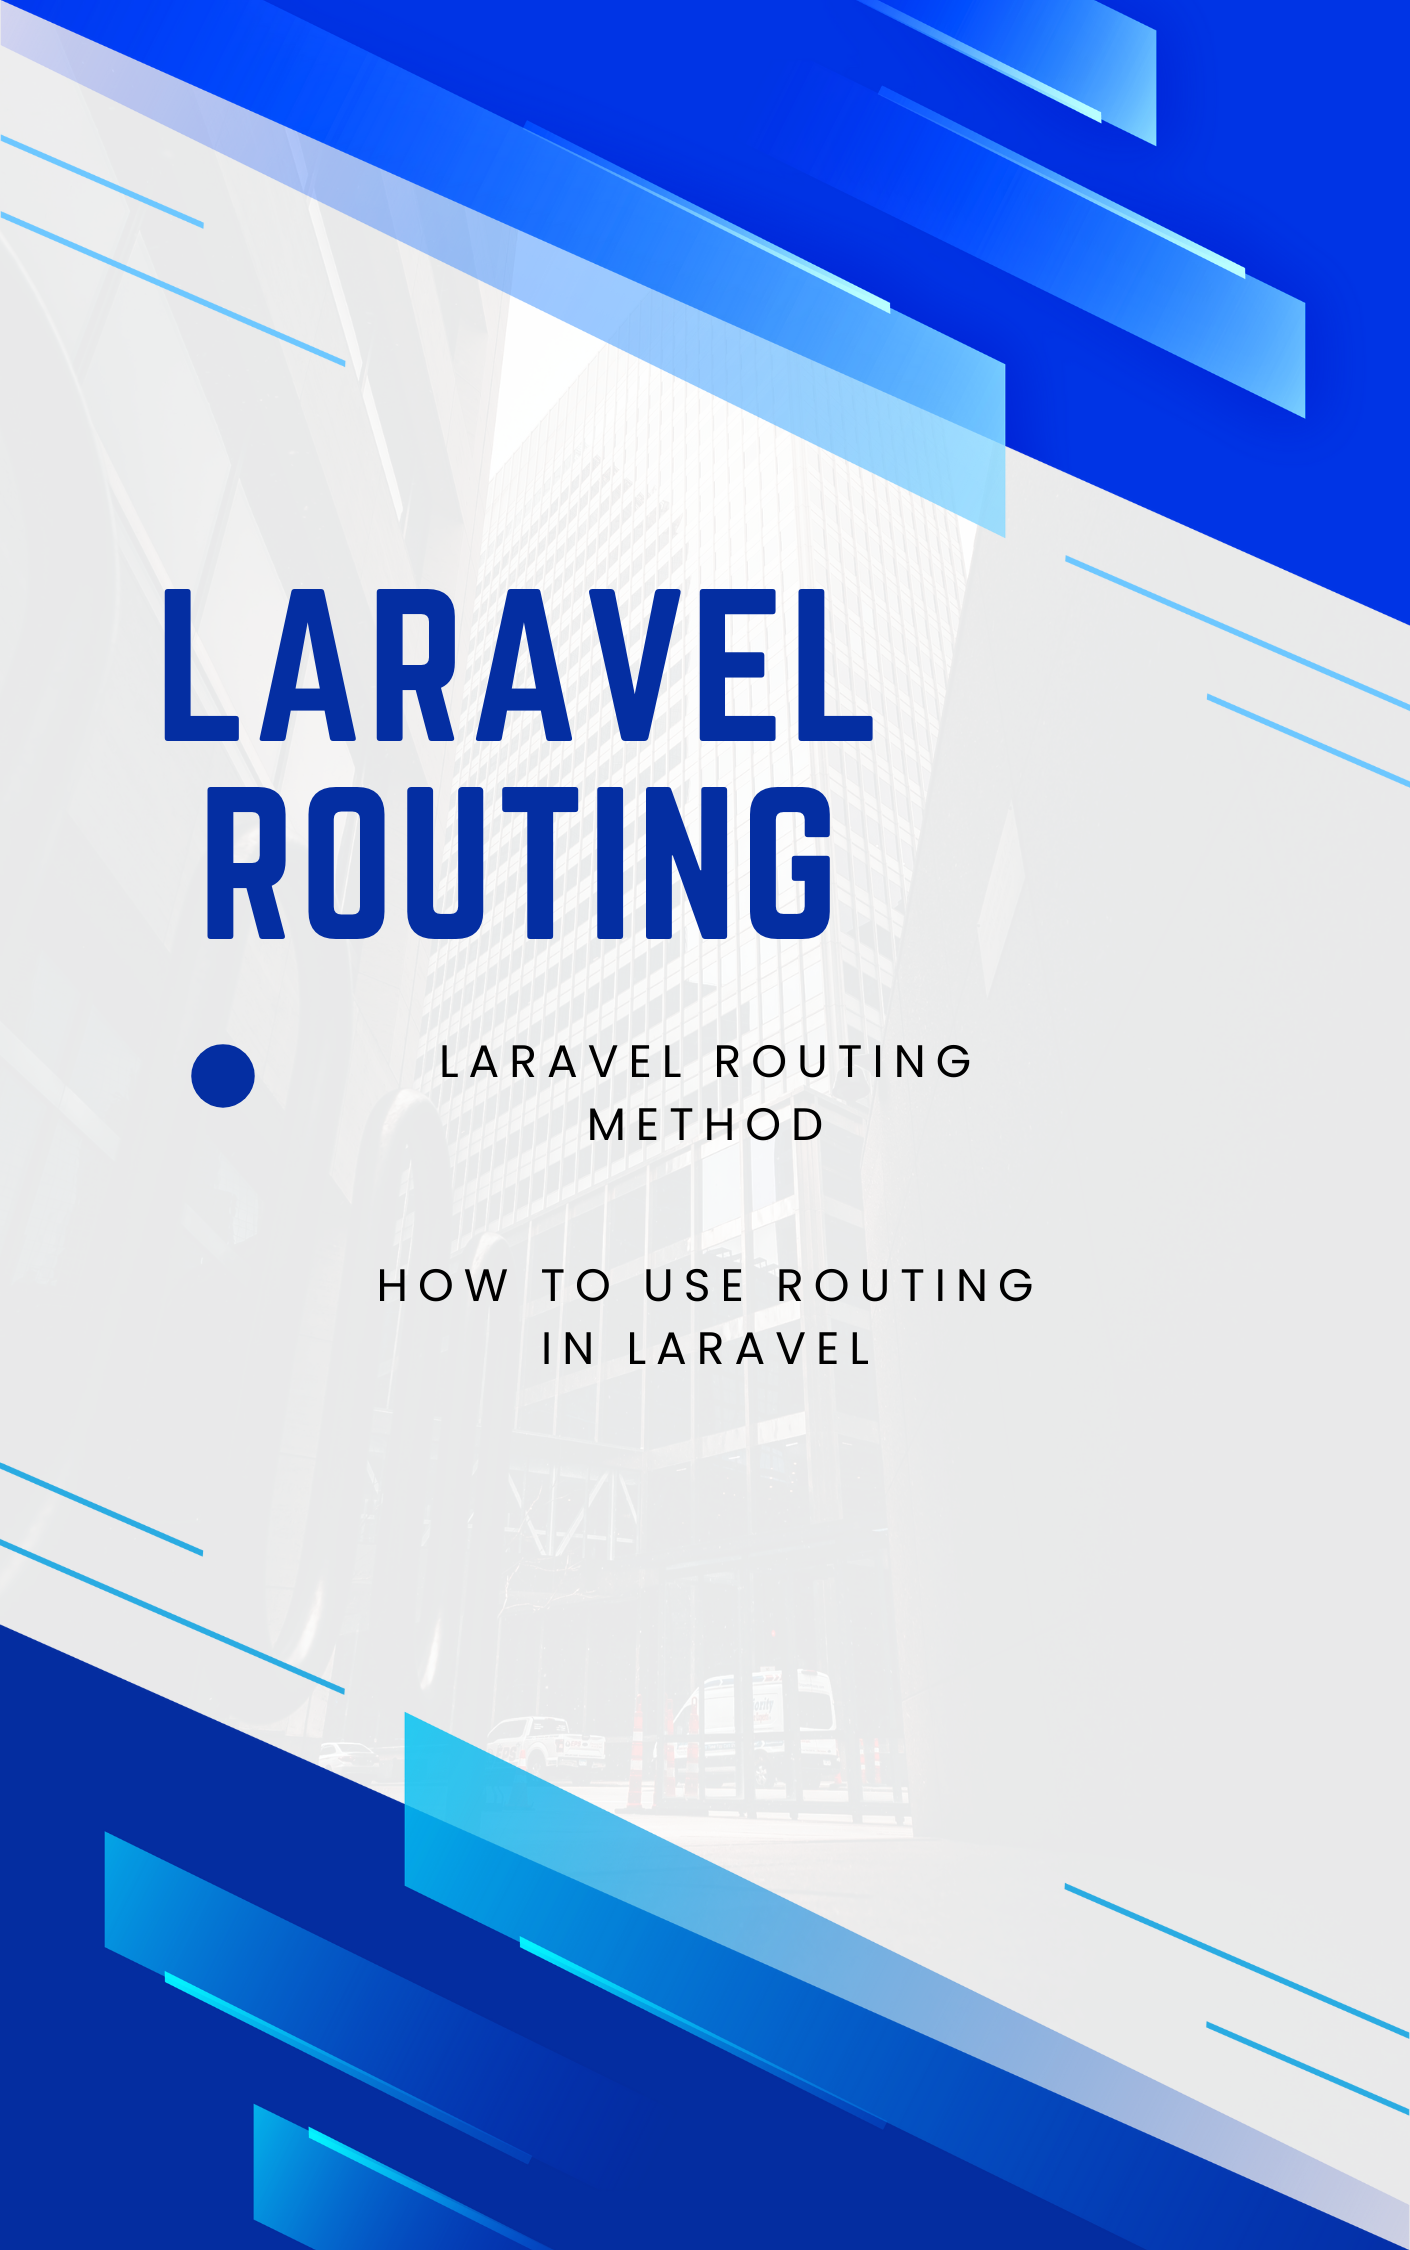 LARAVEL
ROUTING
LARAVEL ROUTING
METHOD
HOW TO USE ROUTING
IN LARAVEL